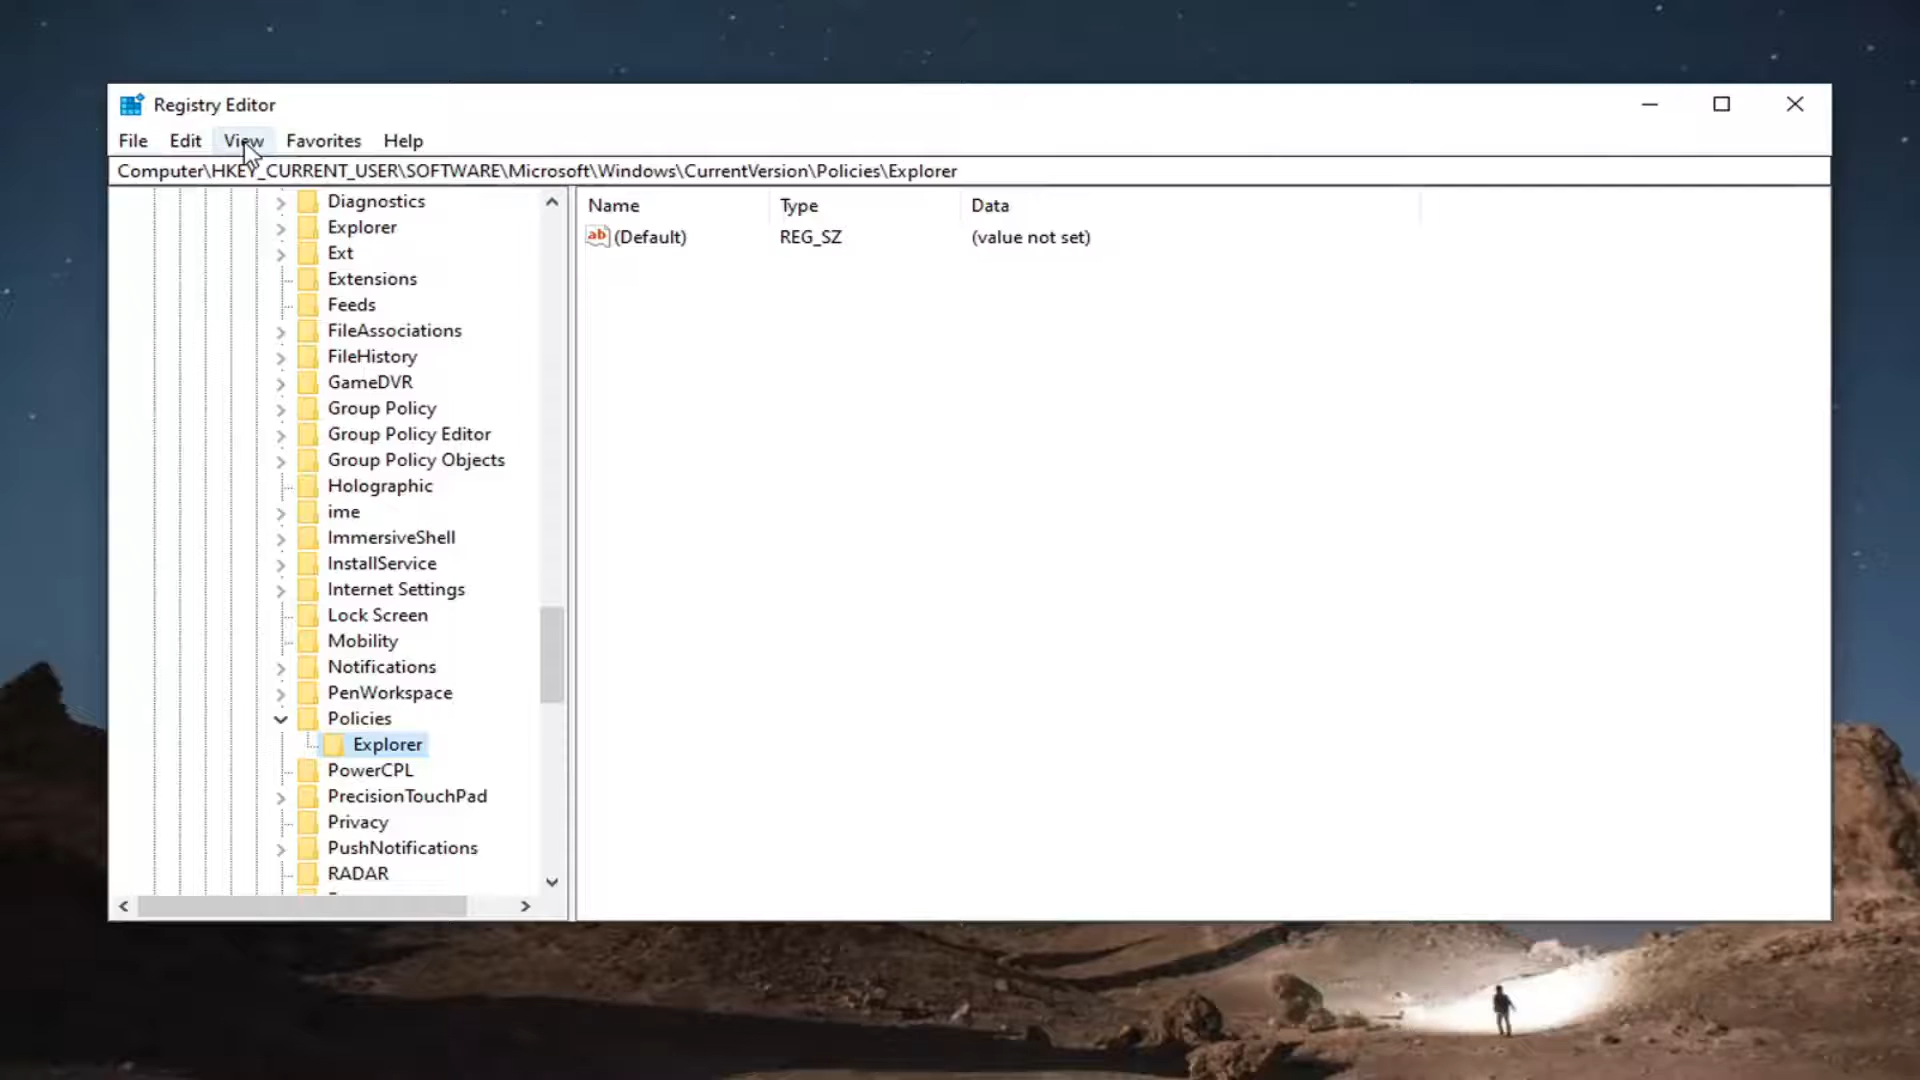 Registry Editor
File Edit View Favorites Help
Computer\HKEY_CURRENT_USER\SOFTWARE\Microsoft\Windows\CurrentVersion\Policies\Explorer
Diagnostics
Explorer
Ext
Extensions
Feeds
FileAssociations
FileHistory
GameDVR
Group Policy
Group Policy Editor
Group Policy Objects
Holographic
ime
ImmersiveShell
InstallService
Internet Settings
Lock Screen
Mobility
Notifications
PenWorkspace
Policies
Explorer
PowerCPL
PrecisionTouchPad
Privacy
PushNotifications
RADAR
Name Type Data
ab (Default) REG_SZ (value not set)